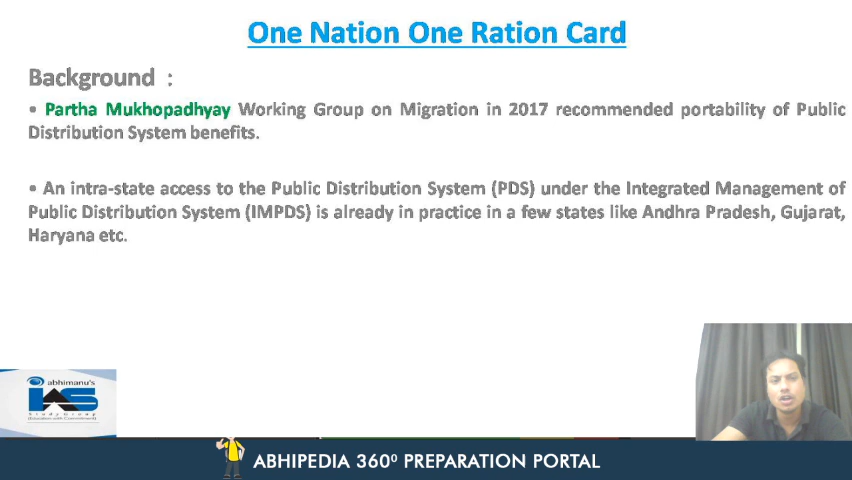 One Nation One Ration Card
Background :
• Partha Mukhopadhyay Working Group on Migration in 2017 recommended portability of Public
Distribution System benefits.
• An intra-state access to the Public Distribution System (PDS) under the Integrated Management of
Public Distribution System (IMPDS) is already in practice in a few states like Andhra Pradesh, Gujarat,
Haryana etc.
abhimanu's
ias
Study Group
ABHIPEDIA 360⁰ PREPARATION PORTAL